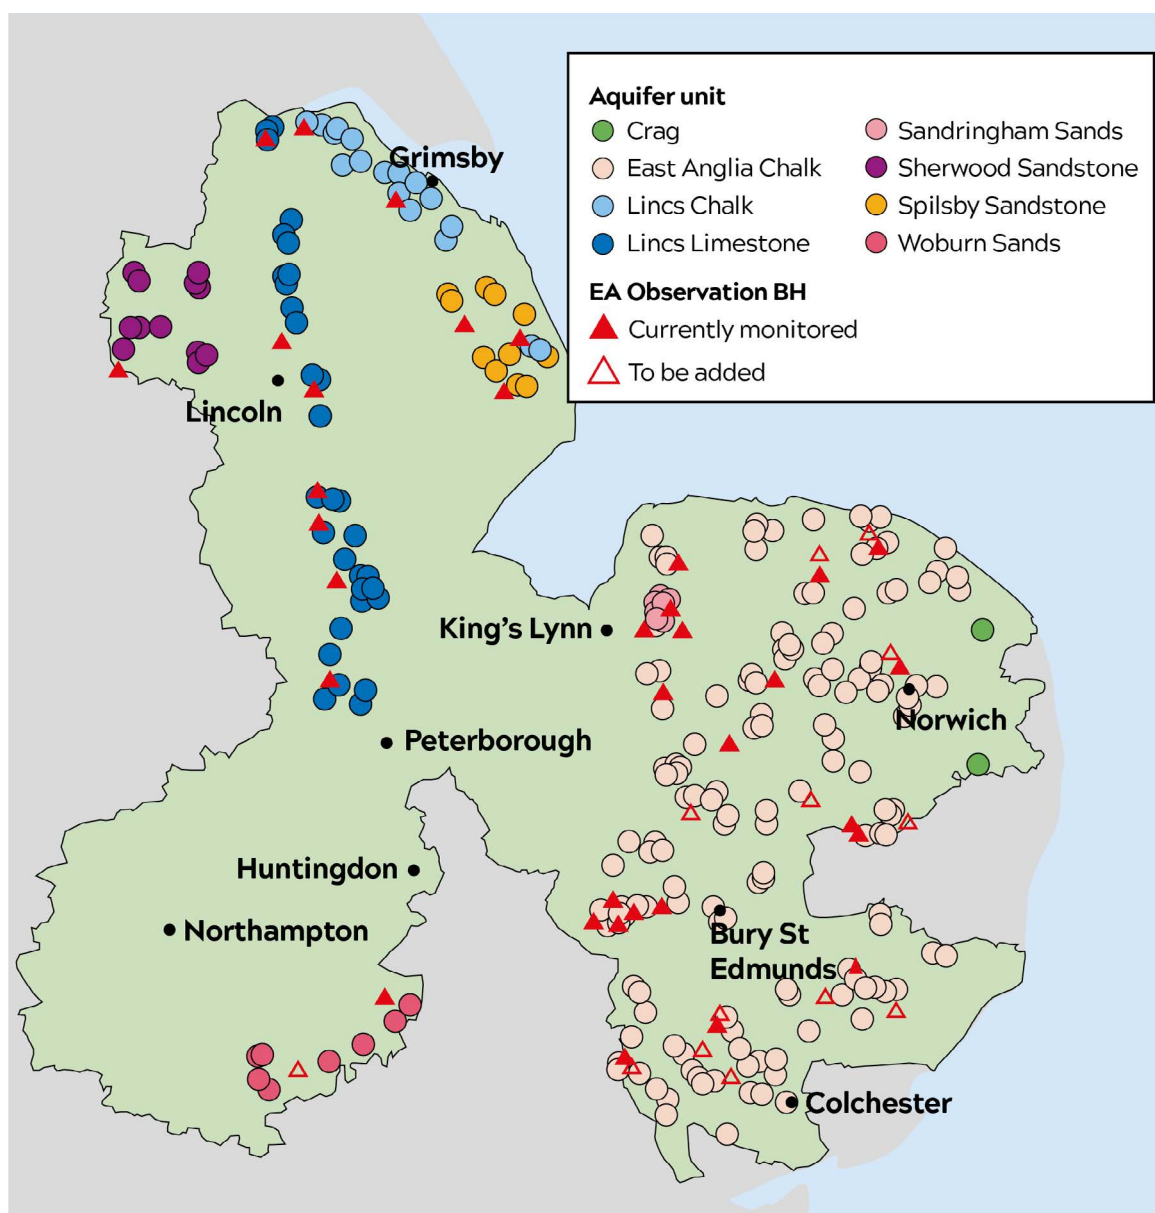 Aquifer unit
Crag
East Anglia Chalk
Lincs Chalk
Lincs Limestone
Sandringham Sands
Sherwood Sandstone
Spilsby Sandstone
Woburn Sands
EA Observation BH
Currently monitored
To be added
Grimsby
Lincoln
King's Lynn
Norwich
Peterborough
Huntingdon
Northampton
Bury St
Edmunds
Colchester